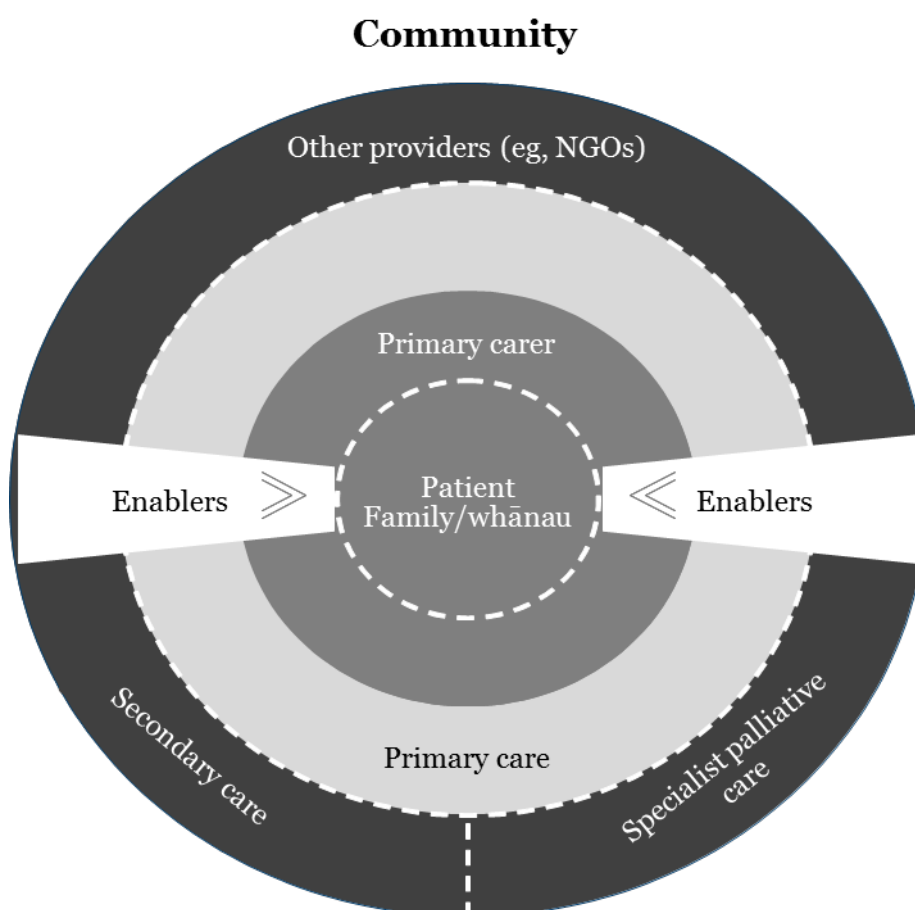 Community
Other providers (eg, NGOs)
Primary carer
Patient
Family/whānau
Enablers
Enablers
Primary care
Secondary care
Specialist palliative
care